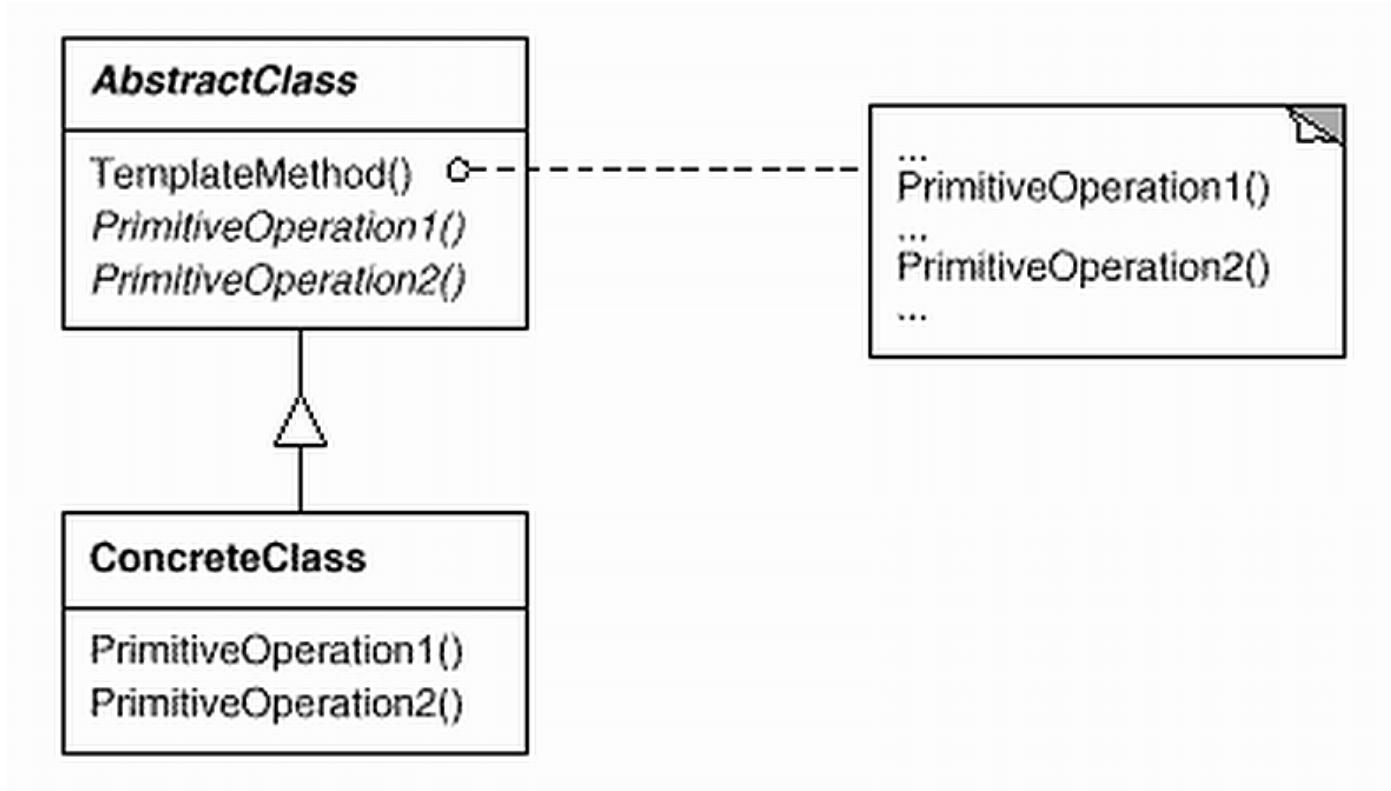 AbstractClass
TemplateMethod()
PrimitiveOperation1()
PrimitiveOperation2()
...
PrimitiveOperation1()
...
PrimitiveOperation2()
...
ConcreteClass
PrimitiveOperation1()
PrimitiveOperation2()